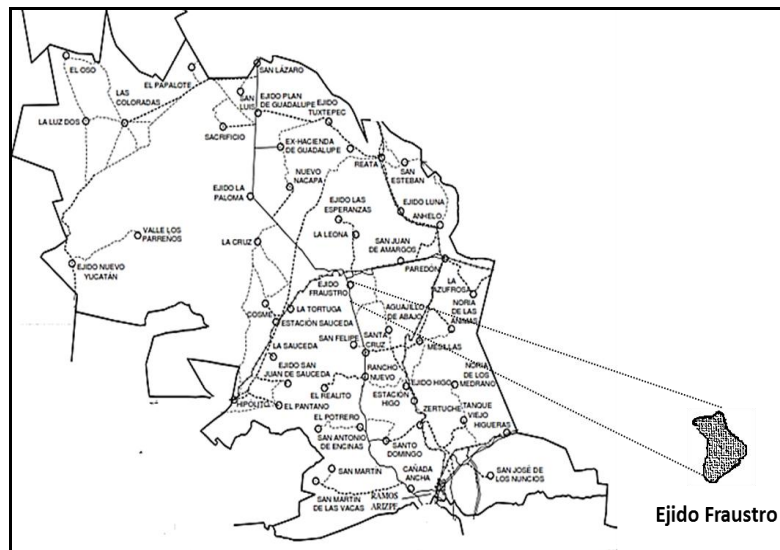 EL OSO
EL PAPALOTE
LAS
COLORADAS
LA LUZ DOS
SAN LÁZARO
SAN
LUIS
EJIDO PLAN
DE GUADALUPE
EJIDO
TUXTEPEC
SACRIFICIO
EX-HACIENDA
DE GUADALUPE
REATA
SAN
ESTEBAN
NUEVO
NACAPA
EJIDO LA
PALOMA
EJIDO LAS
ESPERANZAS
EJIDO LUNA
ANHELO
VALLE LOS
PARREÑOS
LA CRUZ
LA LEONA
SAN JUAN
DE AMARGOS
EJIDO NUEVO
YUCATÁN
PAREDÓN
EJIDO
FRAUSTRO
LA
AZUFROSA
NORIA
DE LAS
ÁNIMAS
COSME
LA TORTUGA
AGUAJILLO
DE ABAJO
ESTACIÓN SAUCEDA
SAN FELIPE
SANTA
CRUZ
MESILLAS
LA SAUCEDA
EJIDO SAN
JUAN DE SAUCEDA
RANCHO
NUEVO
NORIA
DE LOS
MEDRANO
EL REALITO
ESTACIÓN
HIGO
EJIDO HIGO
HIPÓLITO
EL PANTANO
ZERTUCHE
TANQUE
VIEJO
EL POTRERO
HIGUERAS
SAN ANTONIO
DE ENCINAS
SANTO
DOMINGO
SAN MARTIN
CAÑADA
ANCHA
SAN JOSÉ DE
LOS NUNCIOS
SAN MARTIN
DE LAS VACAS
RAMOS
ARIZPE
Ejido Fraustro